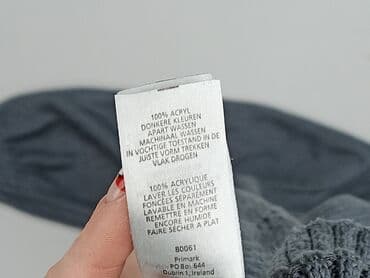 100% ACRYL
DONKERE KLEUREN
APART WASSEN
MACHINAAL WASSEN
IN VOCHTIGE TOESTAND IN DE
JUISTE VORM TREKKEN
VLAK DROGEN
100% ACRYLIQUE
LAVER LES COULEURS
FONCÉES SÉPARÉMENT
LAVABLE EN MACHINE
REMETTRE EN FORME
ENCORE HUMIDE
FAIRE SÉCHER A PLAT
B0061
Primark
PO Box 644
Dublin 1, Ireland